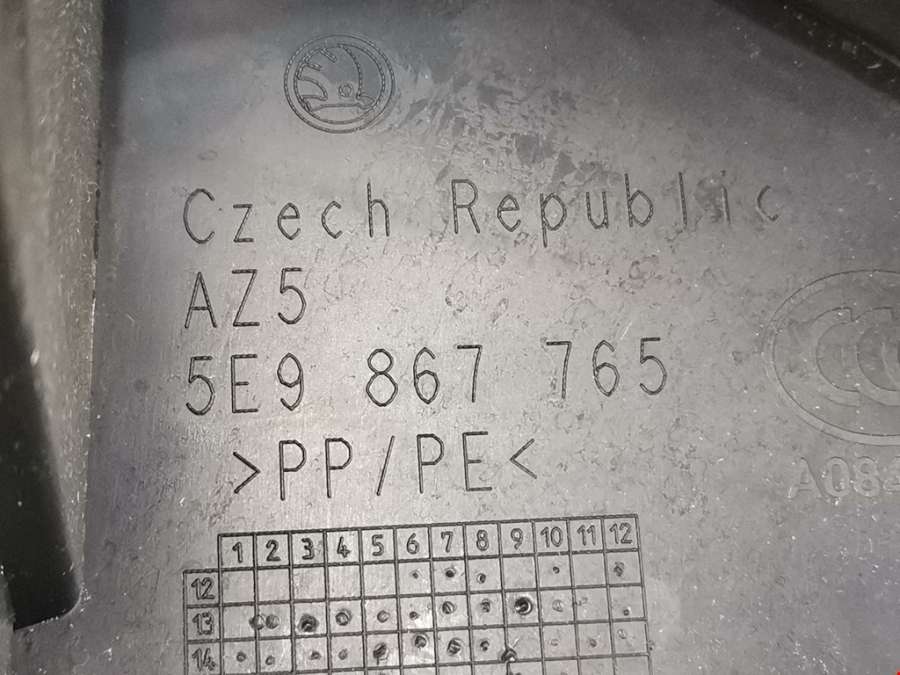 Czech Republic
AZ5
5E9 867 765
>PP/PE<
1 2 3 4 5 6 7 8 9 10 11 12
12
13
14